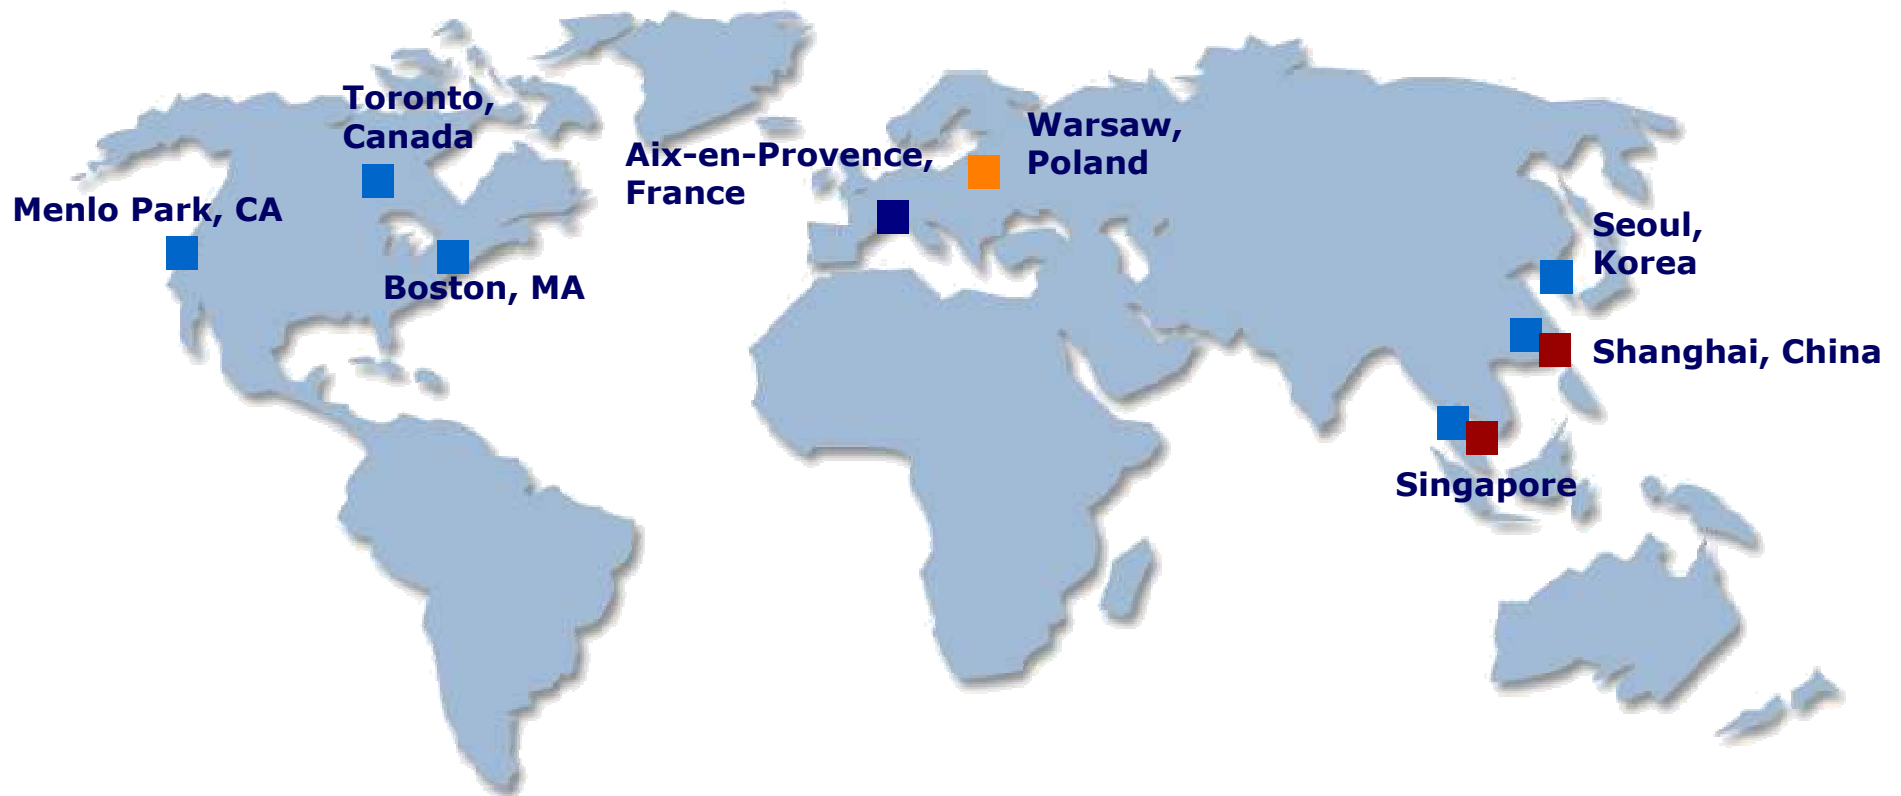 Toronto,
Canada
Menlo Park, CA
Boston, MA
Aix-en-Provence,
France
Warsaw,
Poland
Seoul,
Korea
Shanghai, China
Singapore